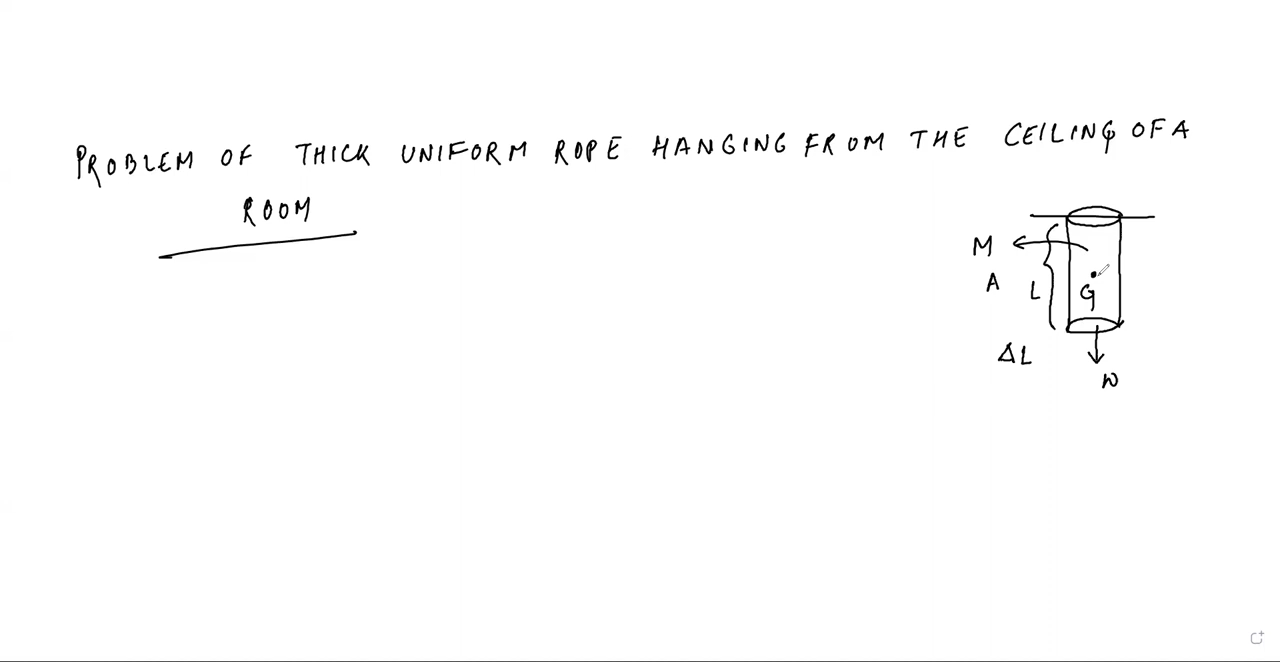 PROBLEM OF THICK UNIFORM ROPE HANGING FROM THE CEILING OF A
ROOM
M
A L G
ΔL
W